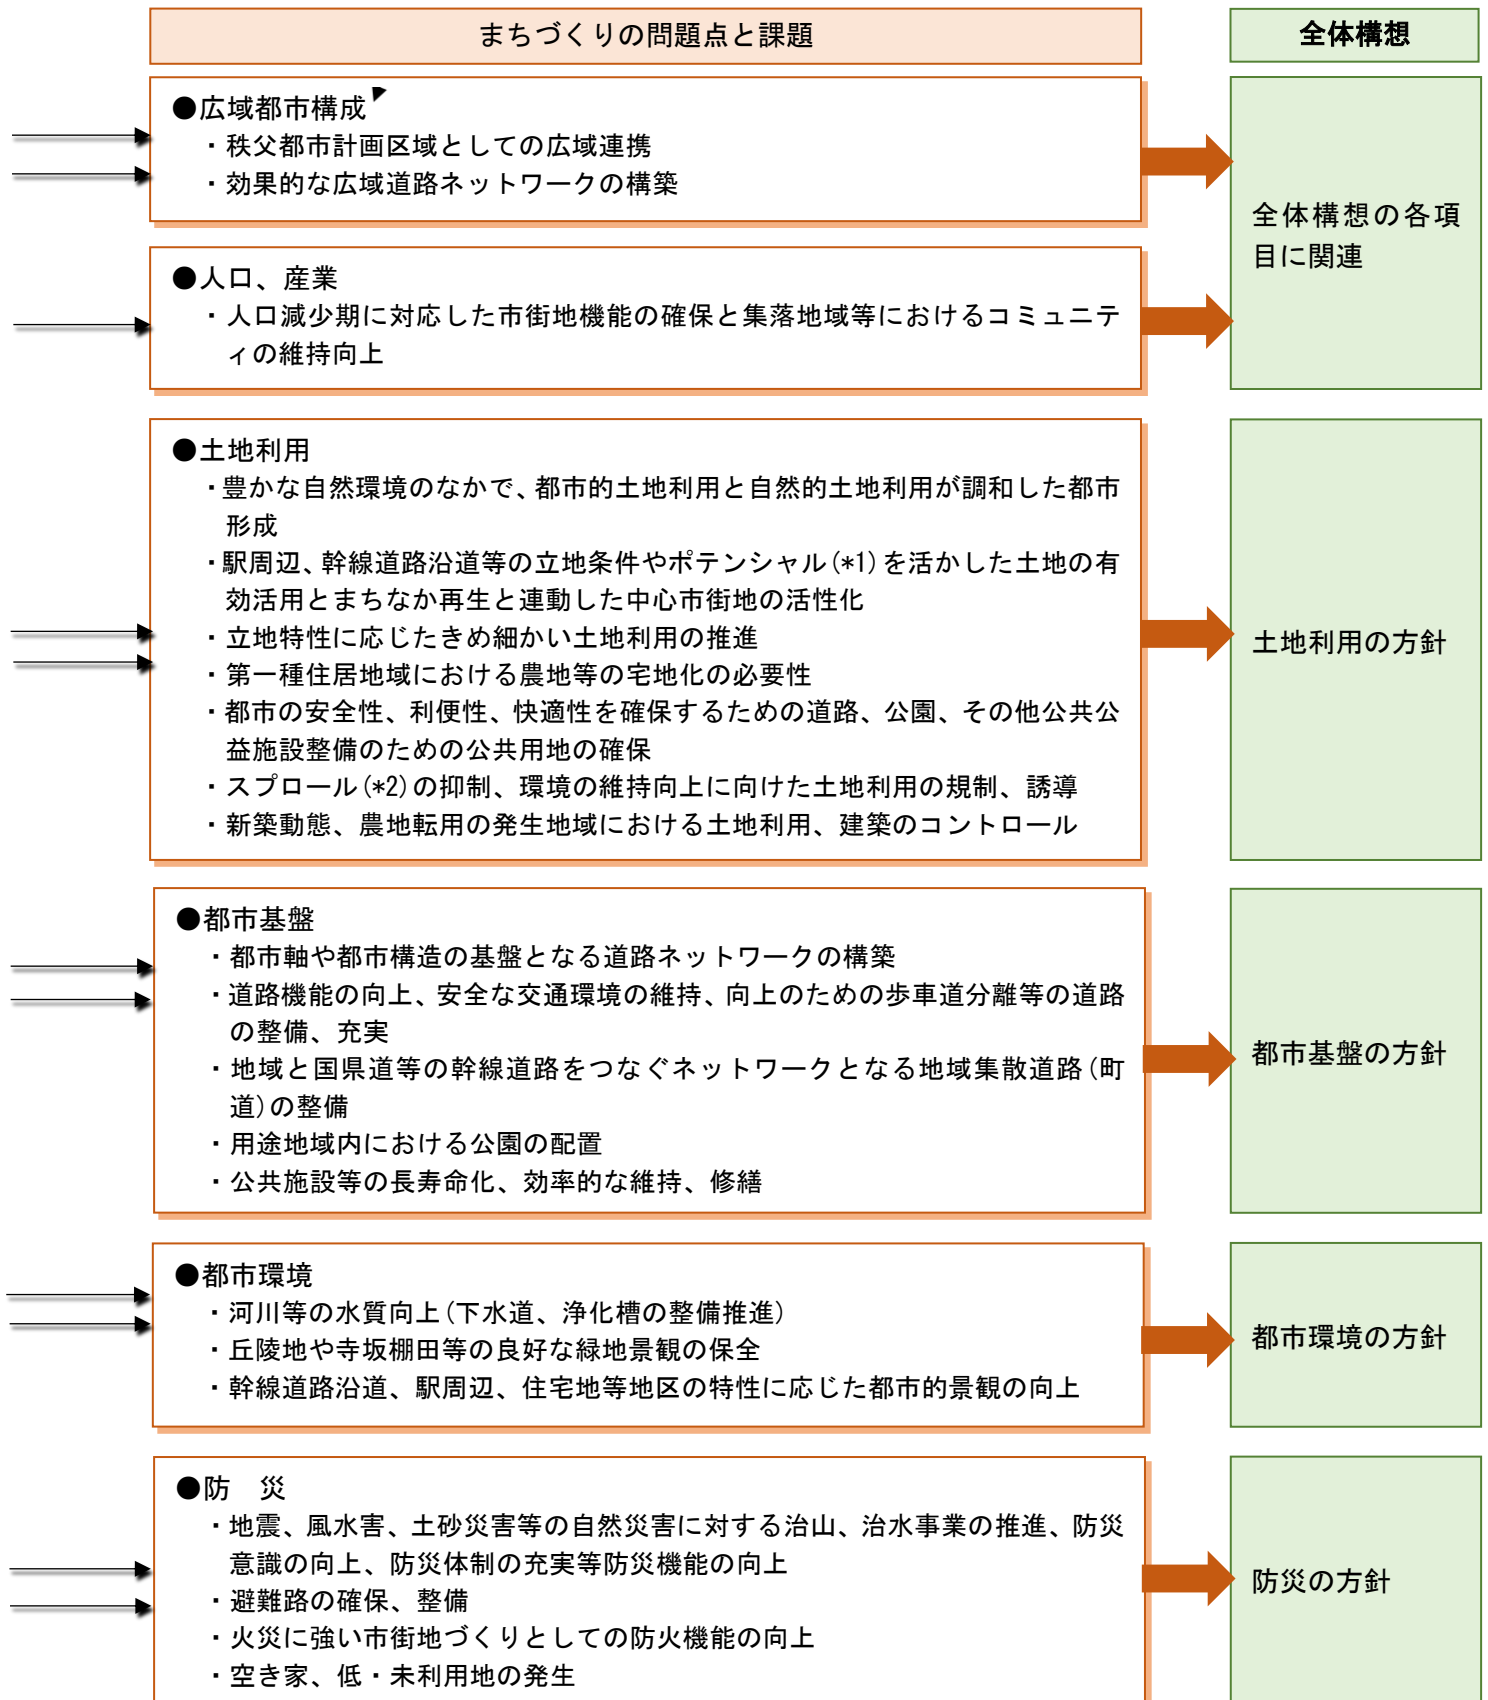 まちづくりの問題点と課題
全体構想
●広域都市構成
・秩父都市計画区域としての広域連携
・効果的な広域道路ネットワークの構築
●人口、産業
・人口減少期に対応した市街地機能の確保と集落地域等におけるコミュニテ
ィの維持向上
全体構想の各項
目に関連
●土地利用
・豊かな自然環境のなかで、都市的土地利用と自然的土地利用が調和した都市
形成
・駅周辺、幹線道路沿道等の立地条件やポテンシャル(*1)を活かした土地の有
効活用とまちなか再生と連動した中心市街地の活性化
・立地特性に応じたきめ細かい土地利用の推進
・第一種住居地域における農地等の宅地化の必要性
・都市の安全性、利便性、快適性を確保するための道路、公園、その他公共公
益施設整備のための公共用地の確保
・スプロール(*2)の抑制、環境の維持向上に向けた土地利用の規制、誘導
・新築動態、農地転用の発生地域における土地利用、建築のコントロール
土地利用の方針
●都市基盤
・都市軸や都市構造の基盤となる道路ネットワークの構築
・道路機能の向上、安全な交通環境の維持、向上のための歩車道分離等の道路
の整備、充実
・地域と国県道等の幹線道路をつなぐネットワークとなる地域集散道路(町
道)の整備
・用途地域内における公園の配置
・公共施設等の長寿命化、効率的な維持、修繕
都市基盤の方針
●都市環境
・河川等の水質向上(下水道、浄化槽の整備推進)
・丘陵地や寺坂棚田等の良好な緑地景観の保全
・幹線道路沿道、駅周辺、住宅地等地区の特性に応じた都市的景観の向上
都市環境の方針
●防　災
・地震、風水害、土砂災害等の自然災害に対する治山、治水事業の推進、防災
意識の向上、防災体制の充実等防災機能の向上
・避難路の確保、整備
・火災に強い市街地づくりとしての防火機能の向上
・空き家、低・未利用地の発生
防災の方針